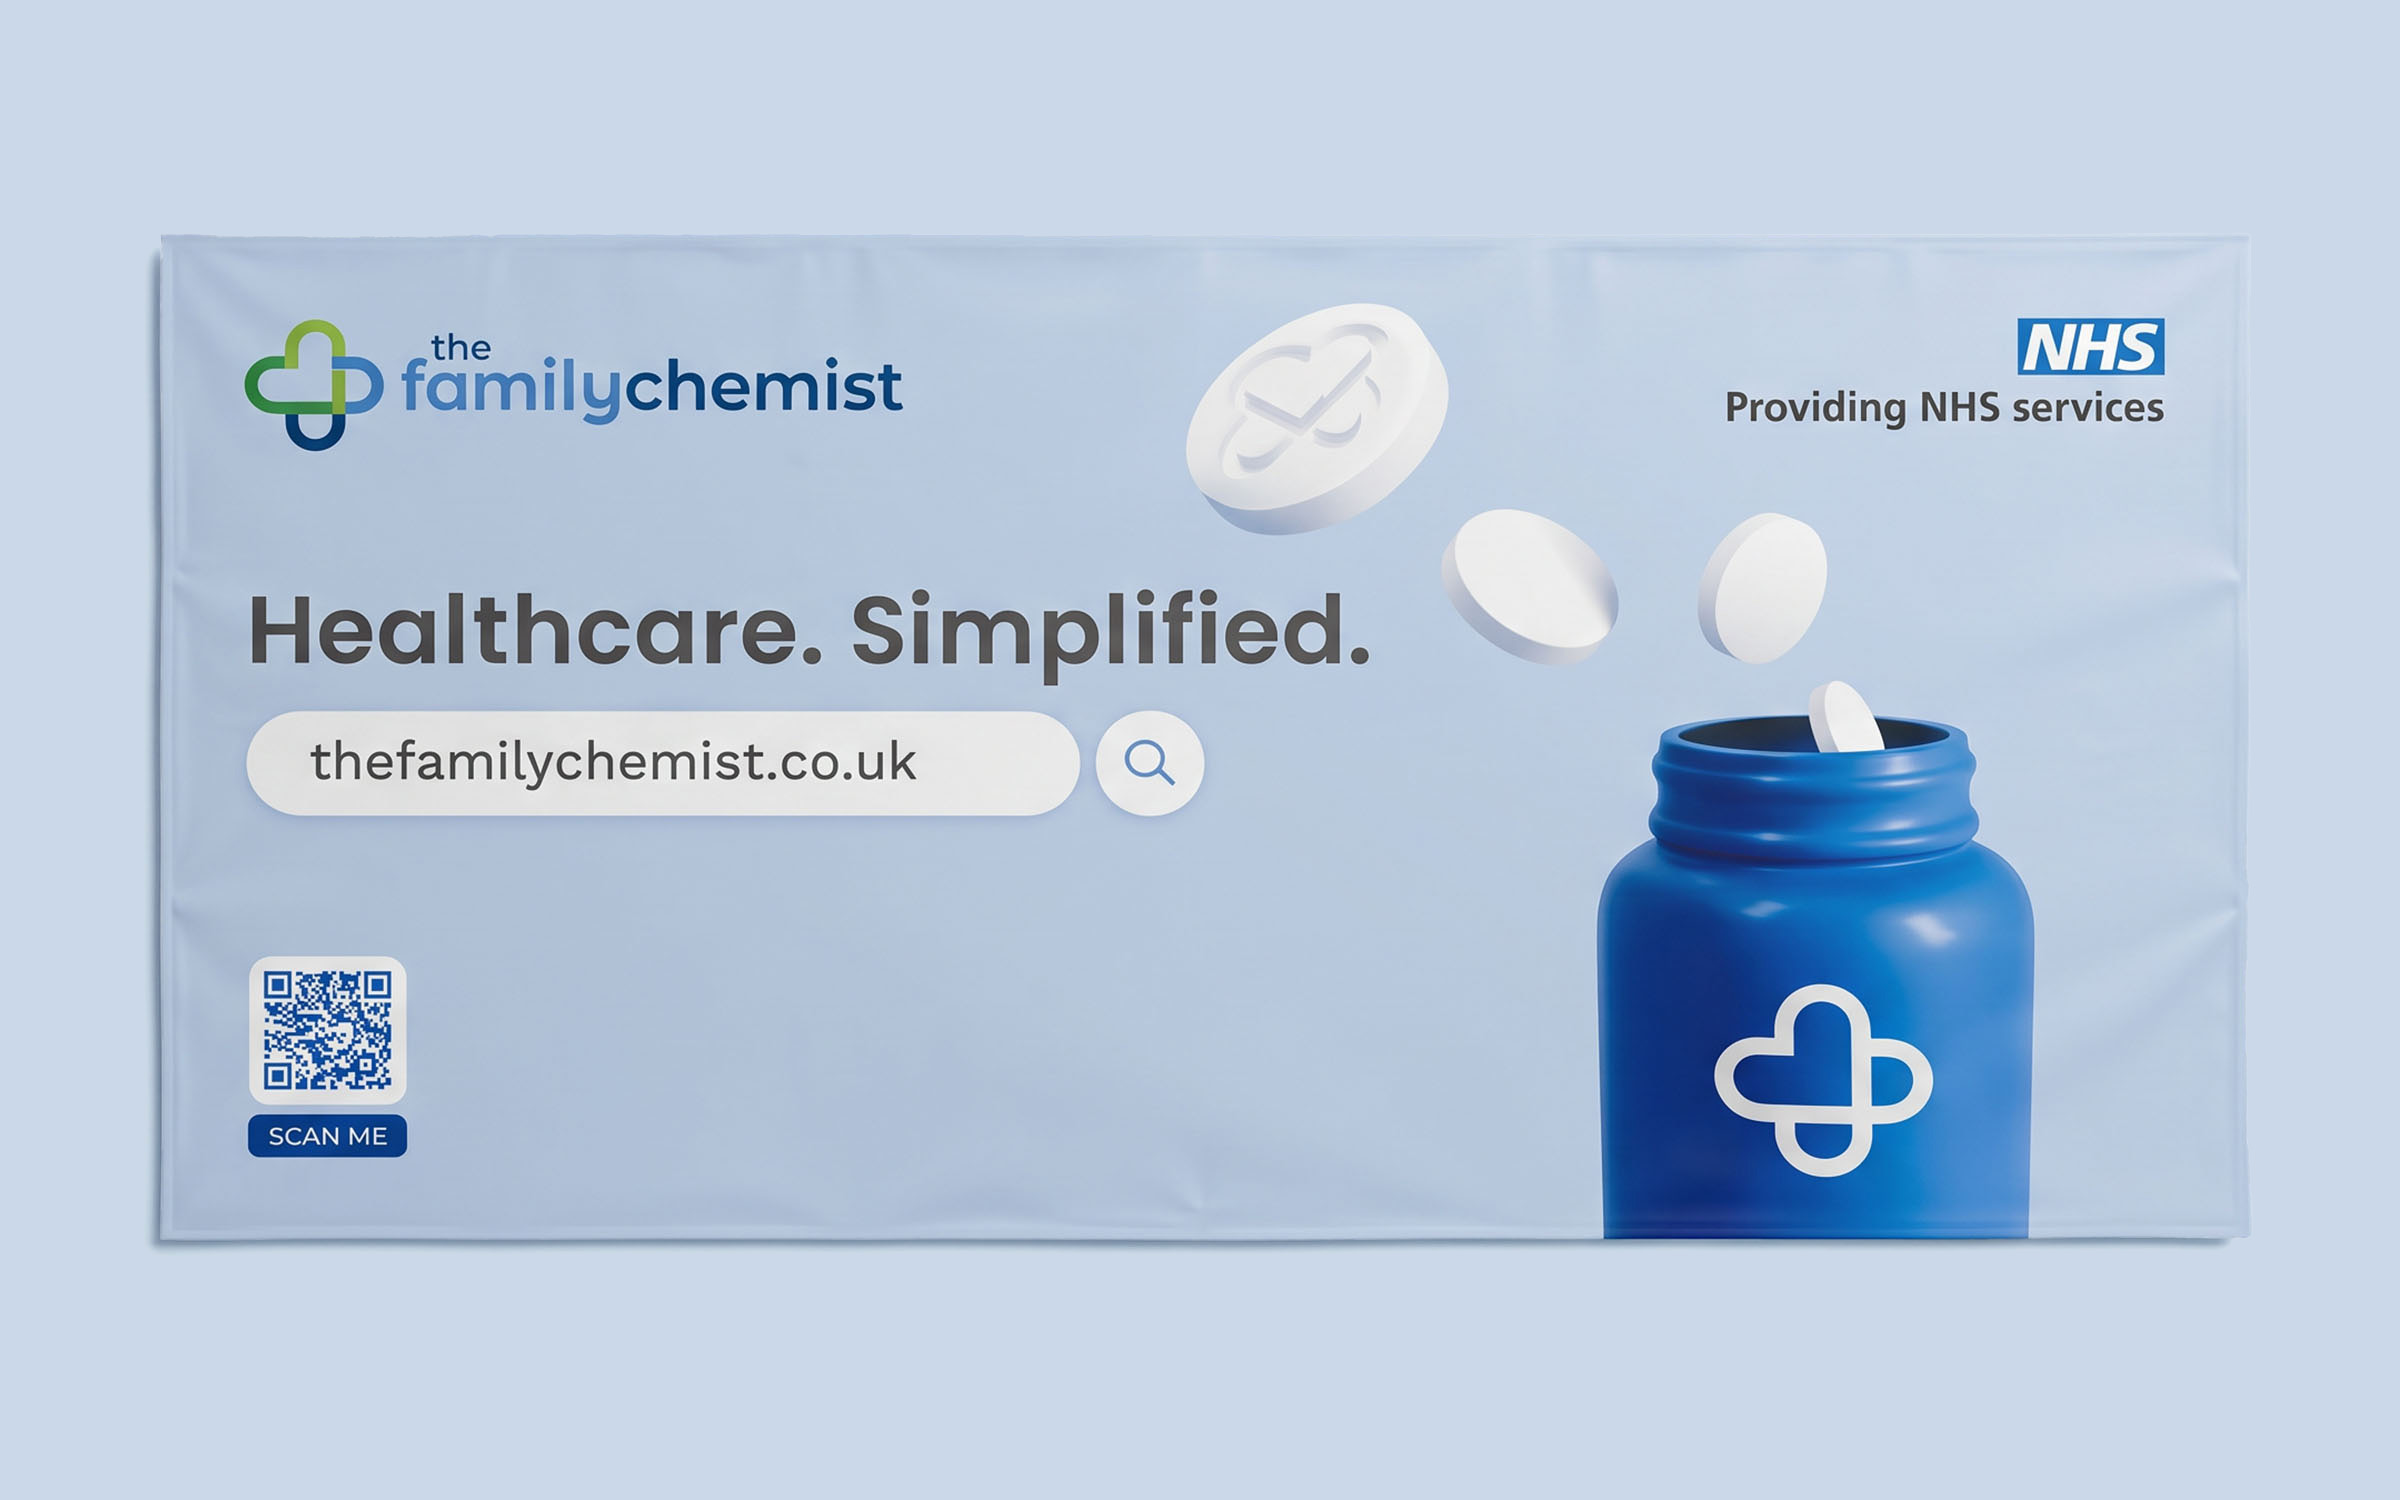 the
familychemist
NHS
Providing NHS services
Healthcare. Simplified.
thefamilychemist.co.uk
SCAN ME